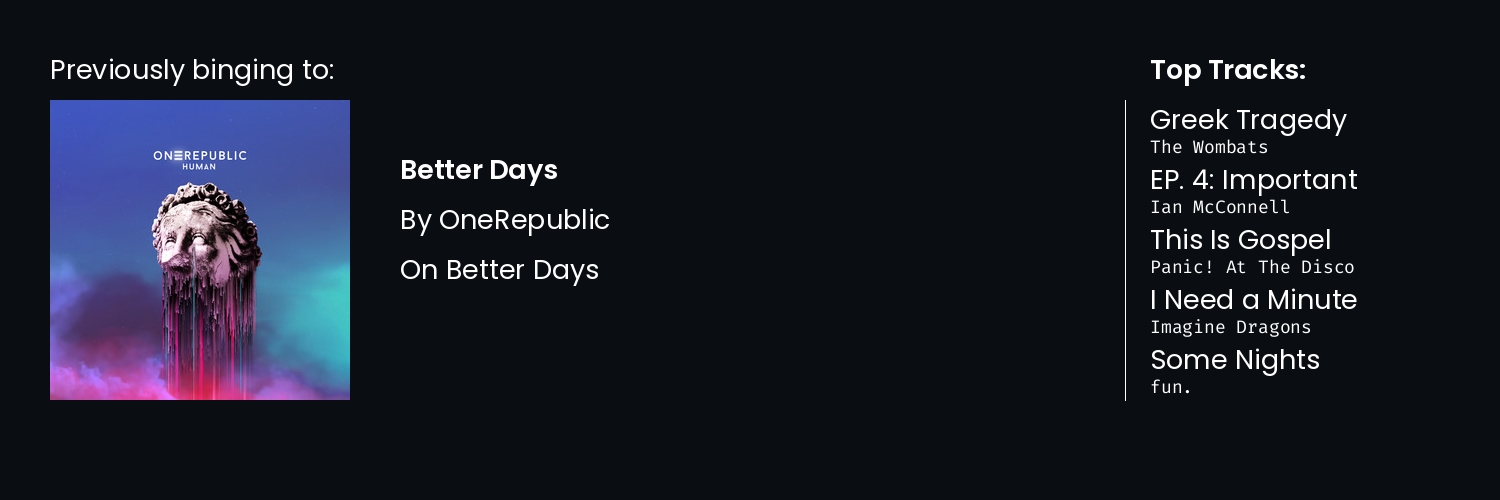 Previously binging to:
ONEREPUBLIC
HUMAN
Better Days
By OneRepublic
On Better Days
Top Tracks:
Greek Tragedy
The Wombats
EP. 4: Important
Ian McConnell
This Is Gospel
Panic! At The Disco
I Need a Minute
Imagine Dragons
Some Nights
fun.